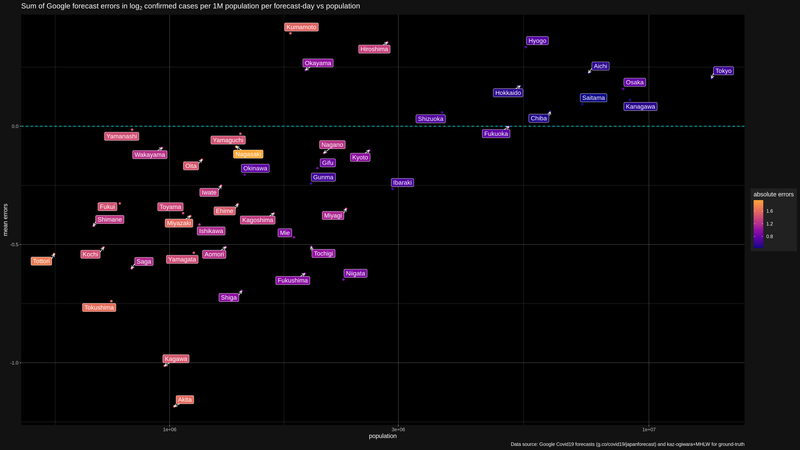 Sum of Google forecast errors in log2 confirmed cases per 1M population per forecast-day vs population
Kumamoto
Hyogo
Hiroshima
Okayama
Aichi
Tokyo
Osaka
Hokkaido
Saitama
Kanagawa
Shizuoka
Chiba
0.0
Fukuoka
Yamanashi
Yamaguchi
Nagano
Wakayama
Nagasaki
Kyoto
Oita
Okinawa
Gifu
Gunma
Ibaraki
Iwate
Fukui
Toyama
Ehime
Shimane
Miyazaki
Kagoshima
Miyagi
Ishikawa
Mie
-0.5
Kochi
Aomori
Tochigi
Tottori
Saga
Yamagata
Niigata
Fukushima
Shiga
Tokushima
Kagawa
-1.0
Akita
mean errors
absolute errors
1.6
1.2
0.8
1e+06
3e+06
1e+07
population
Data source: Google Covid19 forecasts (g.co/covid19/japanforecast) and kaz-ogiwara+MHLW for ground-truth